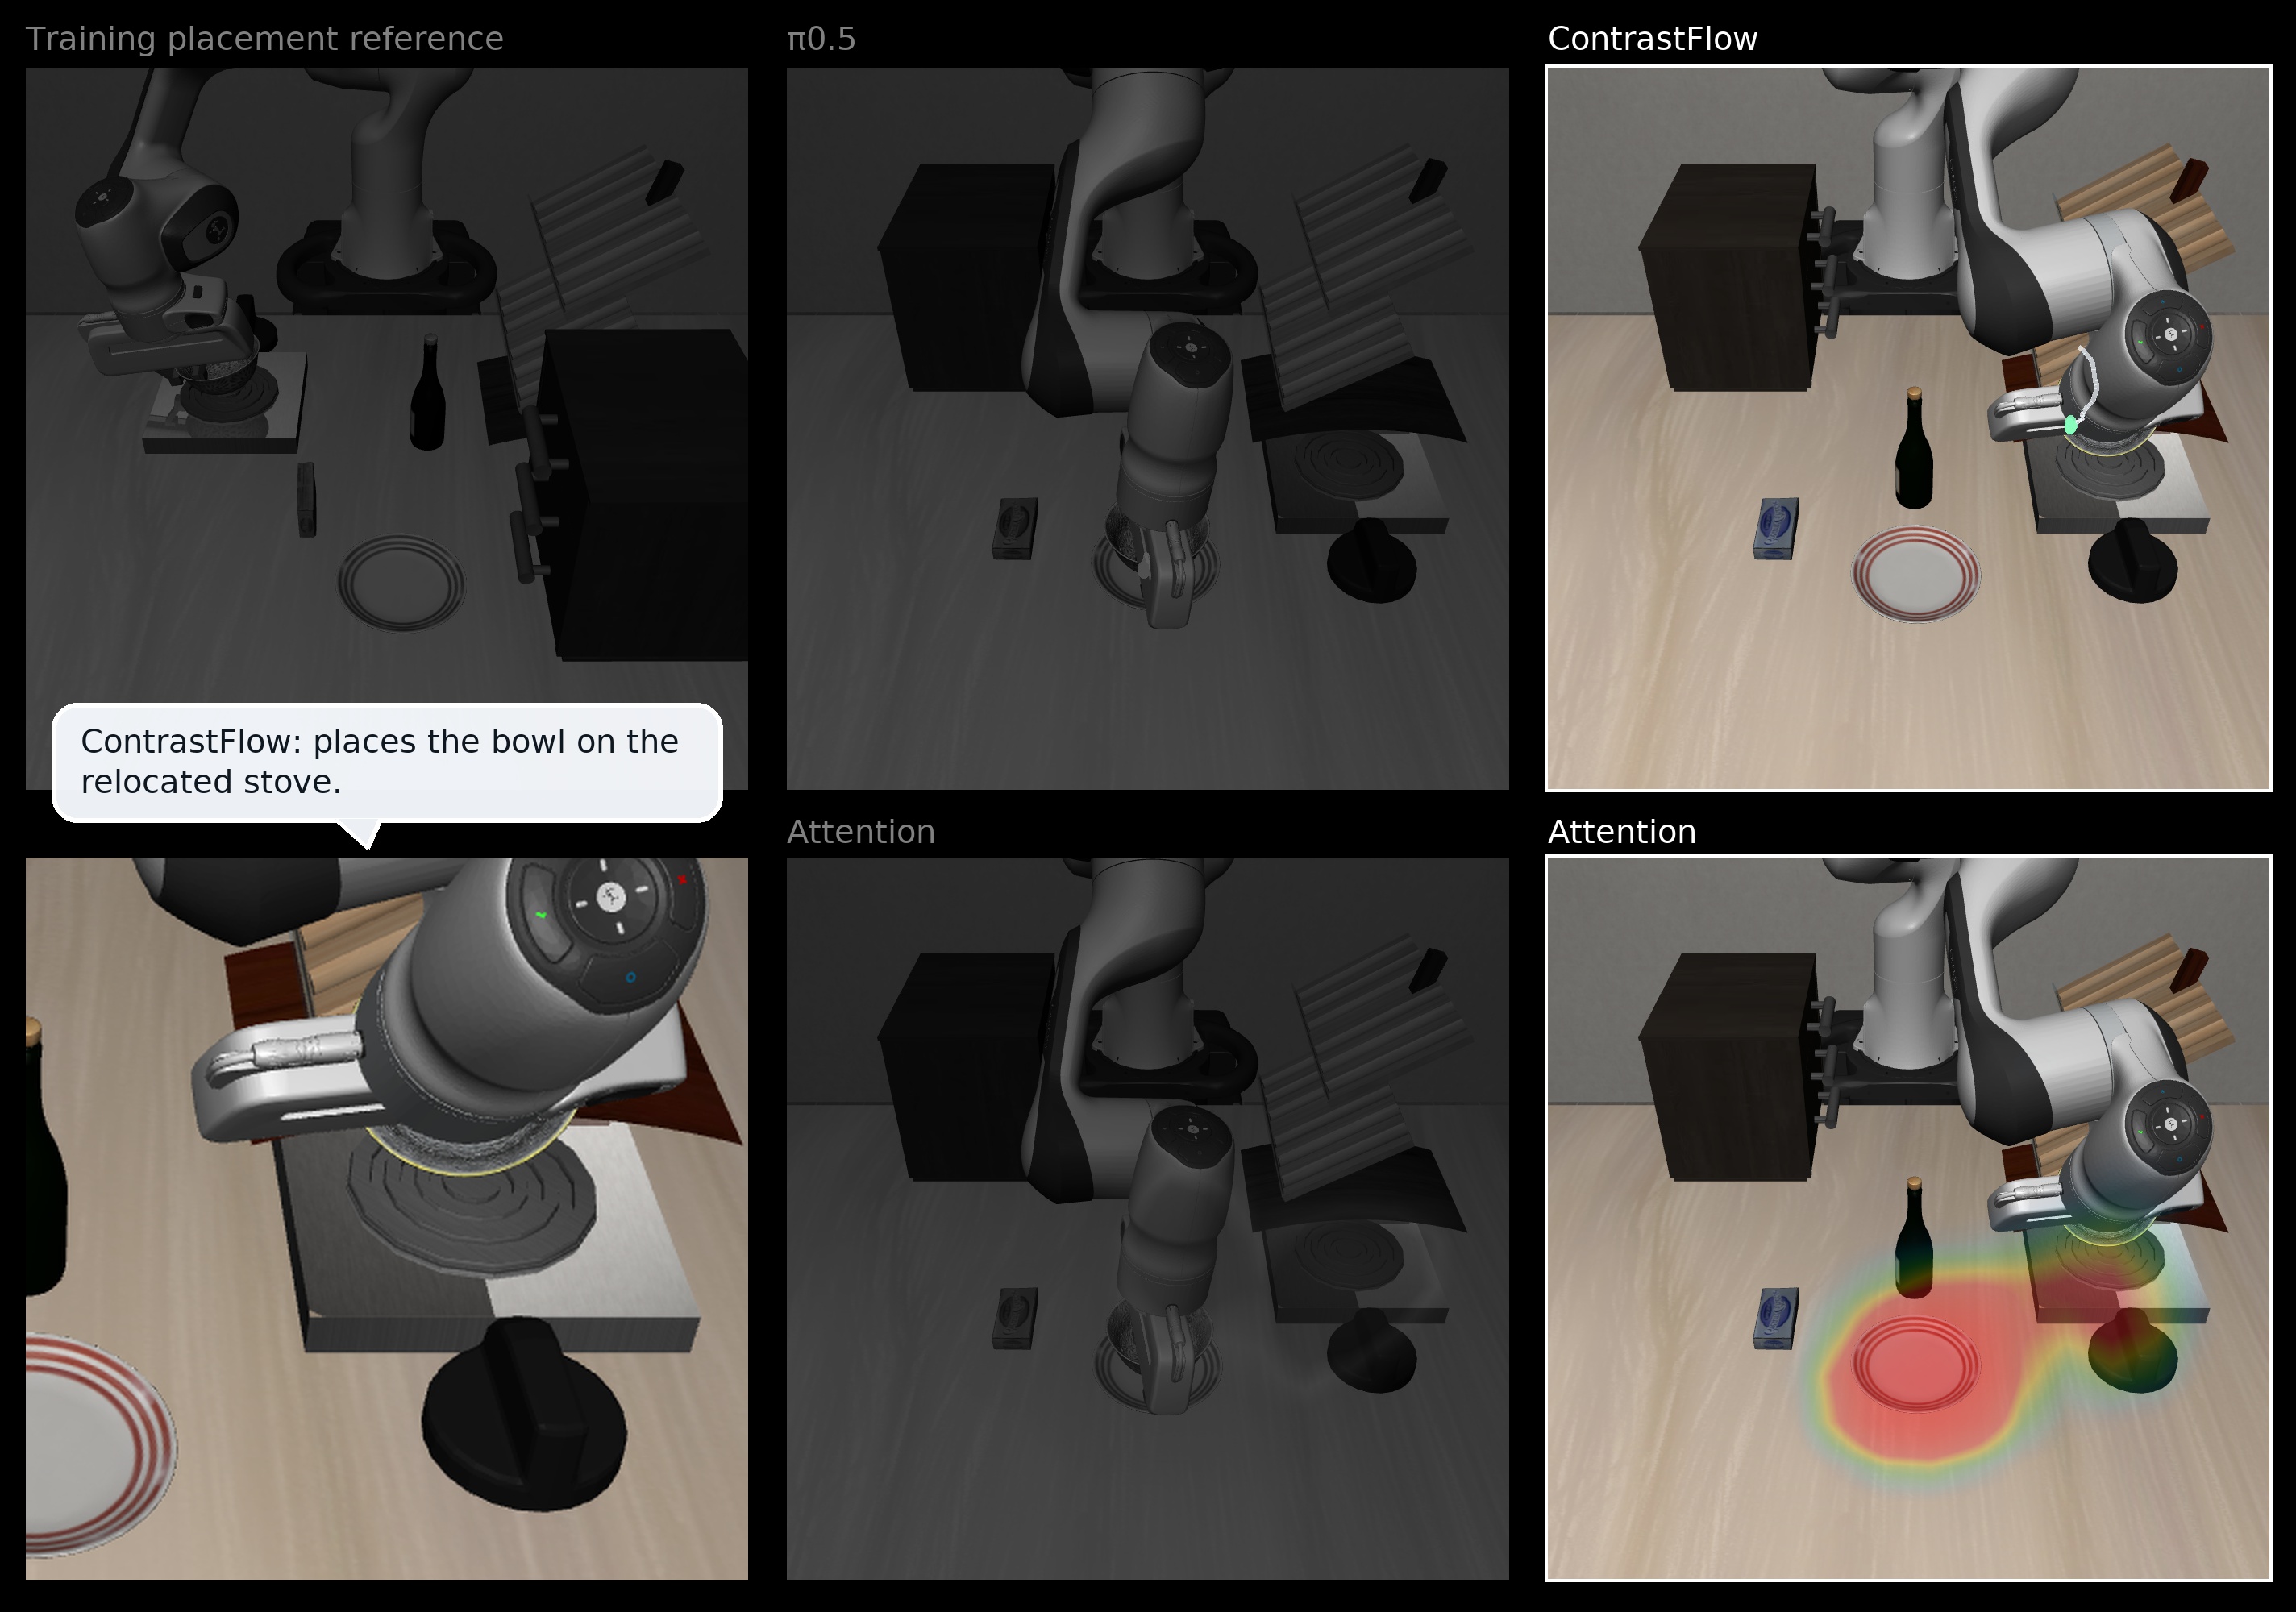 Training placement reference
π0.5
ContrastFlow
ContrastFlow: places the bowl on the
relocated stove.
Attention
Attention